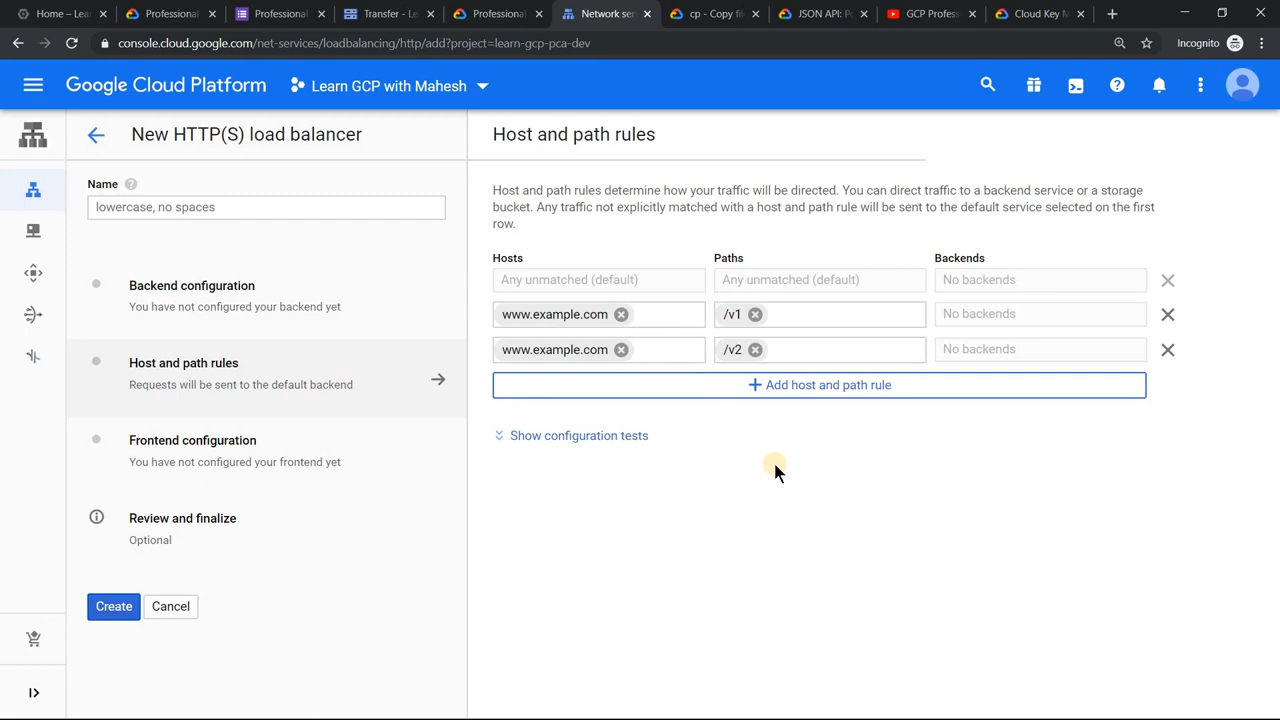 Home – Lear
Professional
Professional
Transfer - Le
Professional
Network ser
cp - Copy fil
JSON API: P
GCP Profess
Cloud Key M
console.cloud.google.com/net-services/loadbalancing/http/add?project=learn-gcp-pca-dev
Incognito
Google Cloud Platform
Learn GCP with Mahesh
New HTTP(S) load balancer
Name
lowercase, no spaces
Backend configuration
You have not configured your backend yet
Host and path rules
Requests will be sent to the default backend
Frontend configuration
You have not configured your frontend yet
Review and finalize
Optional
Create
Cancel
Host and path rules
Host and path rules determine how your traffic will be directed. You can direct traffic to a backend service or a storage
bucket. Any traffic not explicitly matched with a host and path rule will be sent to the default service selected on the first
row.
Hosts Paths Backends
Any unmatched (default) Any unmatched (default) No backends
www.example.com /v1 No backends
www.example.com /v2 No backends
Add host and path rule
Show configuration tests